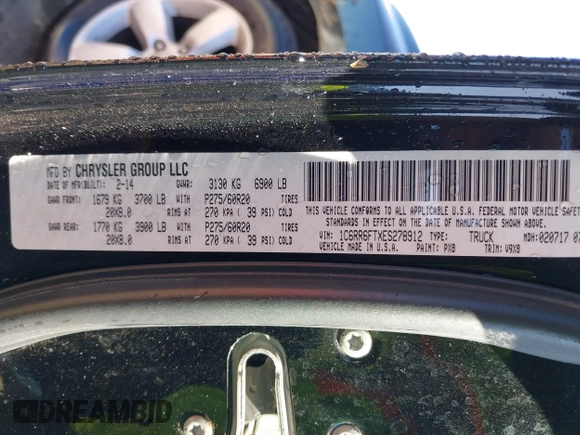 MFD BY CHRYSLER GROUP LLC
DATE OF MFR(BUILT): 2-14 GVWR: 3130 KG 6900 LB
GAWR FRONT: 1679 KG 3700 LB WITH P275/60R20 TIRES
20X8.0 RIMS AT 270 KPA ( 39 PSI) COLD
GAWR REAR: 1770 KG 3900 LB WITH P275/60R20 TIRES
20X8.0 RIMS AT 270 KPA ( 39 PSI) COLD
THIS VEHICLE CONFORMS TO ALL APPLICABLE U.S.A. FEDERAL MOTOR VEHICLE SAFETY
STANDARDS IN EFFECT ON THE DATE OF MANUFACTURE SHOWN ABOVE.
VIN: 1C6RR6FTXES278912 TYPE: TRUCK MDH: 020717
VEHICLE MADE IN U.S.A. PAINT: PX8 TRIM: V9X8
DREAMBID